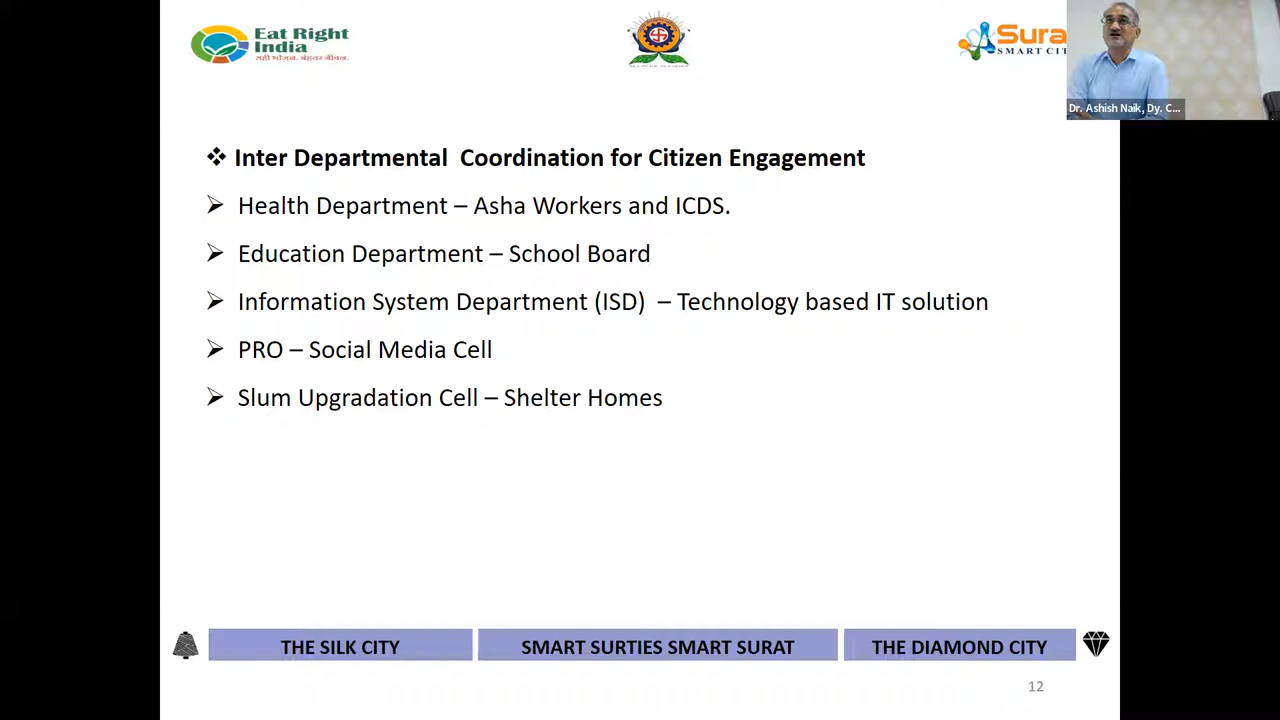 Eat Right
India
सही भोजन. बेहतर जीवन.
Sura
SMART CIT
Dr. Ashish Naik, Dy. C...
❖ Inter Departmental Coordination for Citizen Engagement
➢ Health Department – Asha Workers and ICDS.
➢ Education Department – School Board
➢ Information System Department (ISD) – Technology based IT solution
➢ PRO – Social Media Cell
➢ Slum Upgradation Cell – Shelter Homes
THE SILK CITY
SMART SURTIES SMART SURAT
THE DIAMOND CITY
12